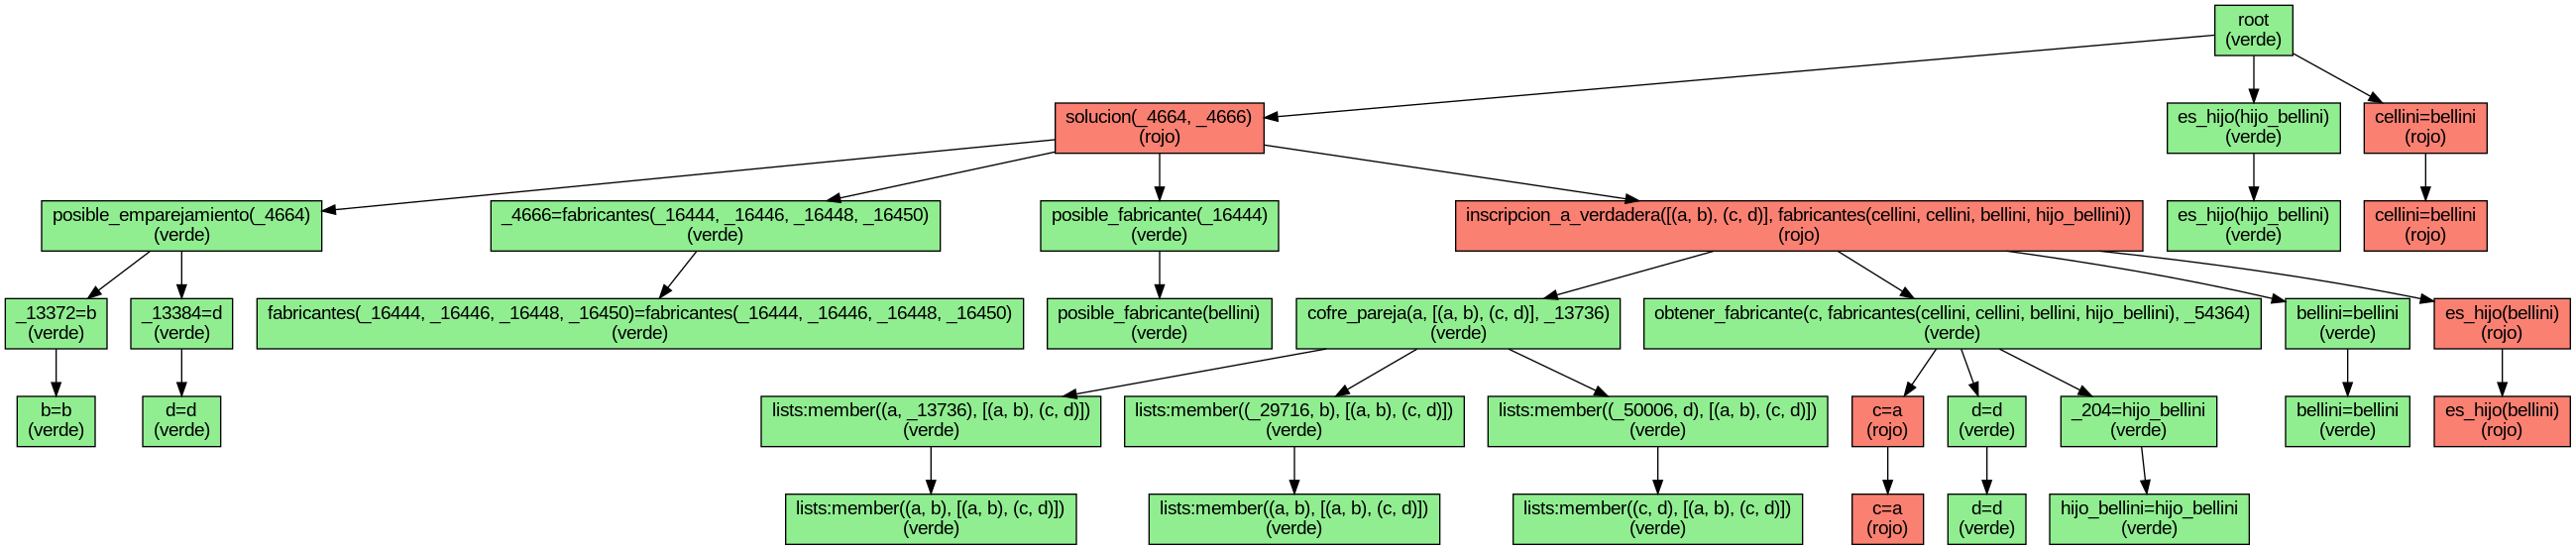 root
(verde)
solucion(_4664, _4666)
(rojo)
es_hijo(hijo_bellini)
(verde)
cellini=bellini
(rojo)
posible_emparejamiento(_4664)
(verde)
_4666=fabricantes(_16444, _16446, _16448, _16450)
(verde)
posible_fabricante(_16444)
(verde)
inscripcion_a_verdadera([(a, b), (c, d)], fabricantes(cellini, cellini, bellini, hijo_bellini))
(rojo)
es_hijo(hijo_bellini)
(verde)
cellini=bellini
(rojo)
_13372=b
(verde)
_13384=d
(verde)
fabricantes(_16444, _16446, _16448, _16450)=fabricantes(_16444, _16446, _16448, _16450)
(verde)
posible_fabricante(bellini)
(verde)
cofre_pareja(a, [(a, b), (c, d)], _13736)
(verde)
obtener_fabricante(c, fabricantes(cellini, cellini, bellini, hijo_bellini), _54364)
(verde)
bellini=bellini
(verde)
es_hijo(bellini)
(rojo)
b=b
(verde)
d=d
(verde)
lists:member((a, _13736), [(a, b), (c, d)])
(verde)
lists:member((_29716, b), [(a, b), (c, d)])
(verde)
lists:member((_50006, d), [(a, b), (c, d)])
(verde)
c=a
(rojo)
d=d
(verde)
_204=hijo_bellini
(verde)
bellini=bellini
(verde)
es_hijo(bellini)
(rojo)
lists:member((a, b), [(a, b), (c, d)])
(verde)
lists:member((a, b), [(a, b), (c, d)])
(verde)
lists:member((c, d), [(a, b), (c, d)])
(verde)
c=a
(rojo)
d=d
(verde)
hijo_bellini=hijo_bellini
(verde)